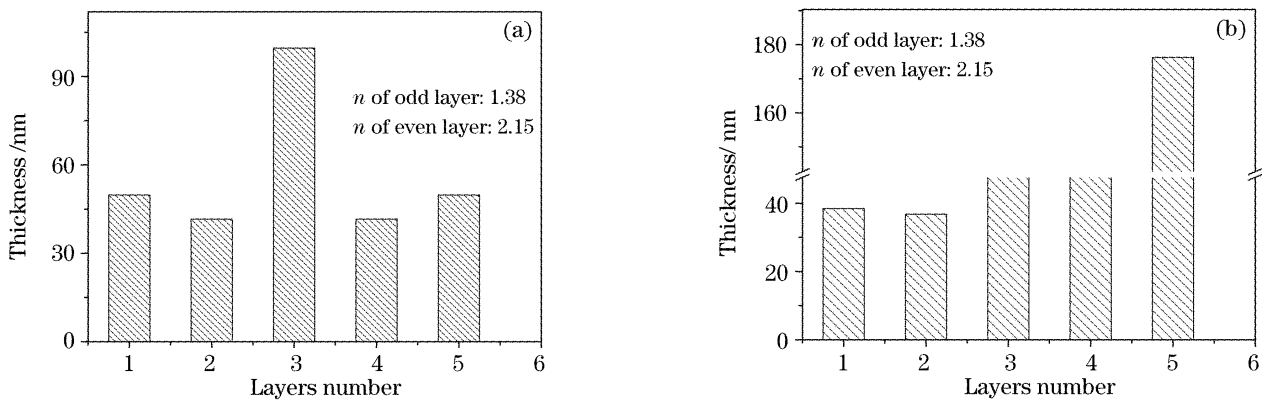 (a)
n of odd layer: 1.38
n of even layer: 2.15
Thickness /nm
90
60
30
0
1 2 3 4 5 6
Layers number
(b)
n of odd layer: 1.38
n of even layer: 2.15
Thickness/ nm
180
160
40
20
0
1 2 3 4 5 6
Layers number